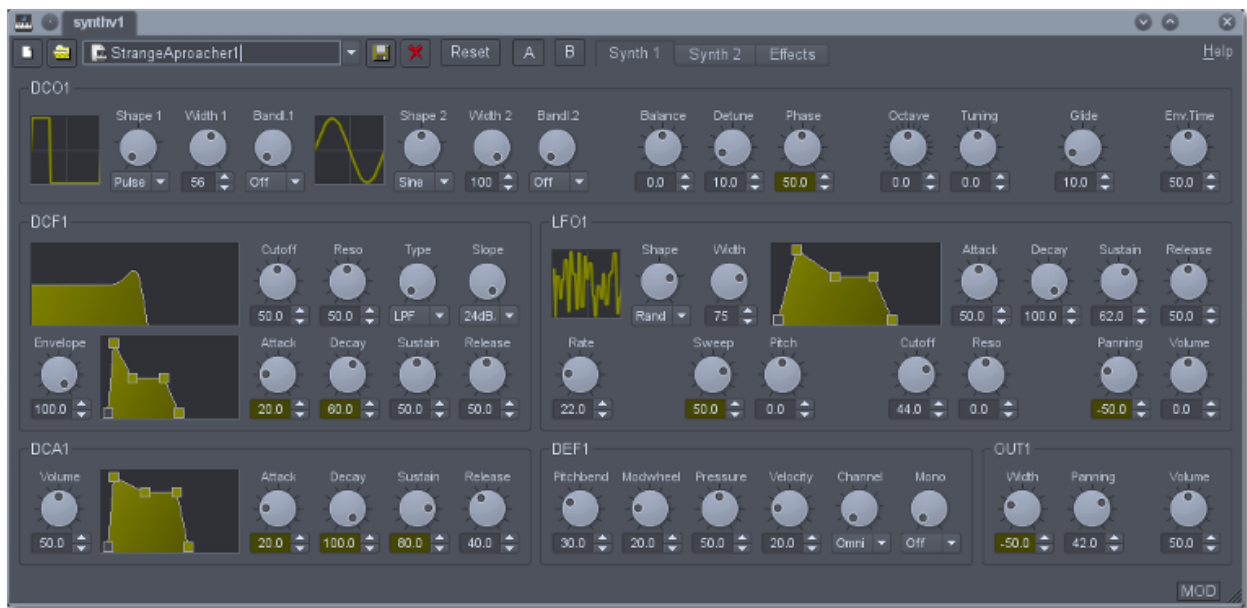 synthv1
StrangeAproacher1 Reset A B Synth 1 Synth 2 Effects Help
DCO1
Shape 1 Width 1 Bandl.1 Shape 2 Width 2 Bandl.2 Balance Detune Phase Octave Tuning Glide Env.Time
Pulse 56 Off Sine 100 Off 0.0 10.0 50.0 0.0 0.0 10.0 50.0
DCF1
Cutoff Reso Type Slope
50.0 50.0 LPF 24dB.
Envelope Attack Decay Sustain Release
100.0 20.0 60.0 50.0 50.0
LFO1
Shape Width Attack Decay Sustain Release
Rand 75 50.0 100.0 62.0 50.0
Rate Sweep Pitch Cutoff Reso Panning Volume
22.0 50.0 0.0 44.0 0.0 -50.0 0.0
DCA1
Volume Attack Decay Sustain Release
50.0 20.0 100.0 80.0 40.0
DEF1
Pitchbend Modwheel Pressure Velocity Channel Mono
30.0 20.0 50.0 20.0 Omni Off
OUT1
Width Panning Volume
-50.0 42.0 50.0
MOD